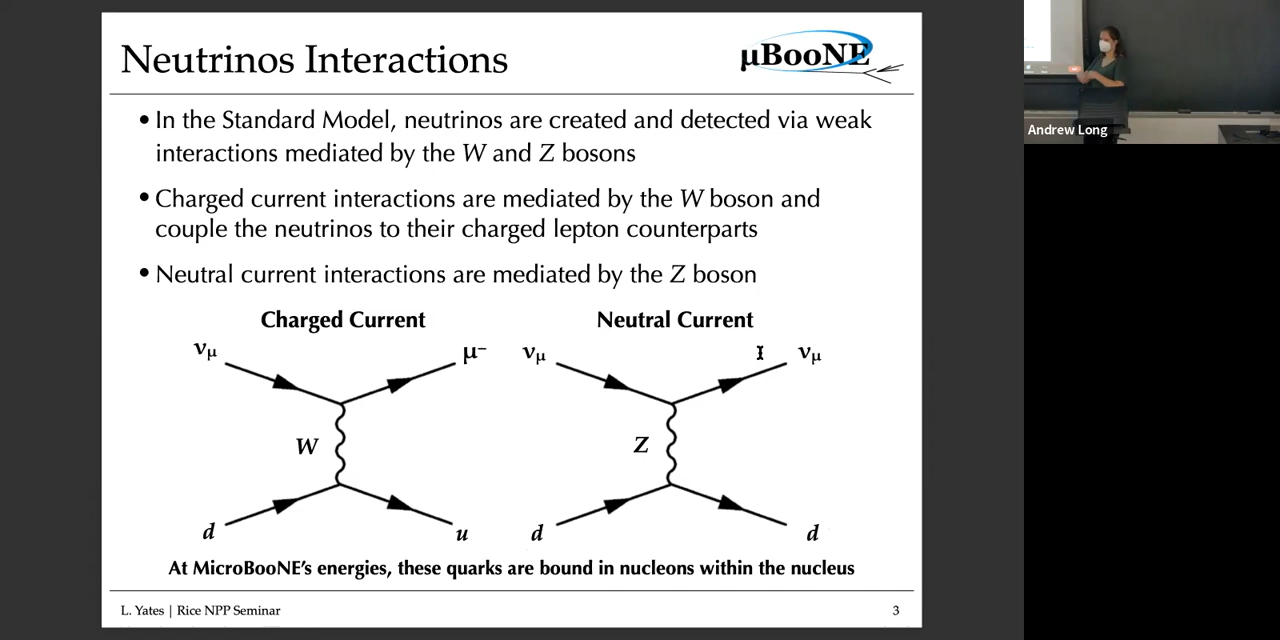 Neutrinos Interactions
μBooNE
• In the Standard Model, neutrinos are created and detected via weak
interactions mediated by the W and Z bosons
• Charged current interactions are mediated by the W boson and
couple the neutrinos to their charged lepton counterparts
• Neutral current interactions are mediated by the Z boson
Charged Current
νμ
μ−
W
d
u
Neutral Current
νμ
νμ
Z
d
d
At MicroBooNE's energies, these quarks are bound in nucleons within the nucleus
L. Yates | Rice NPP Seminar
3
Andrew Long